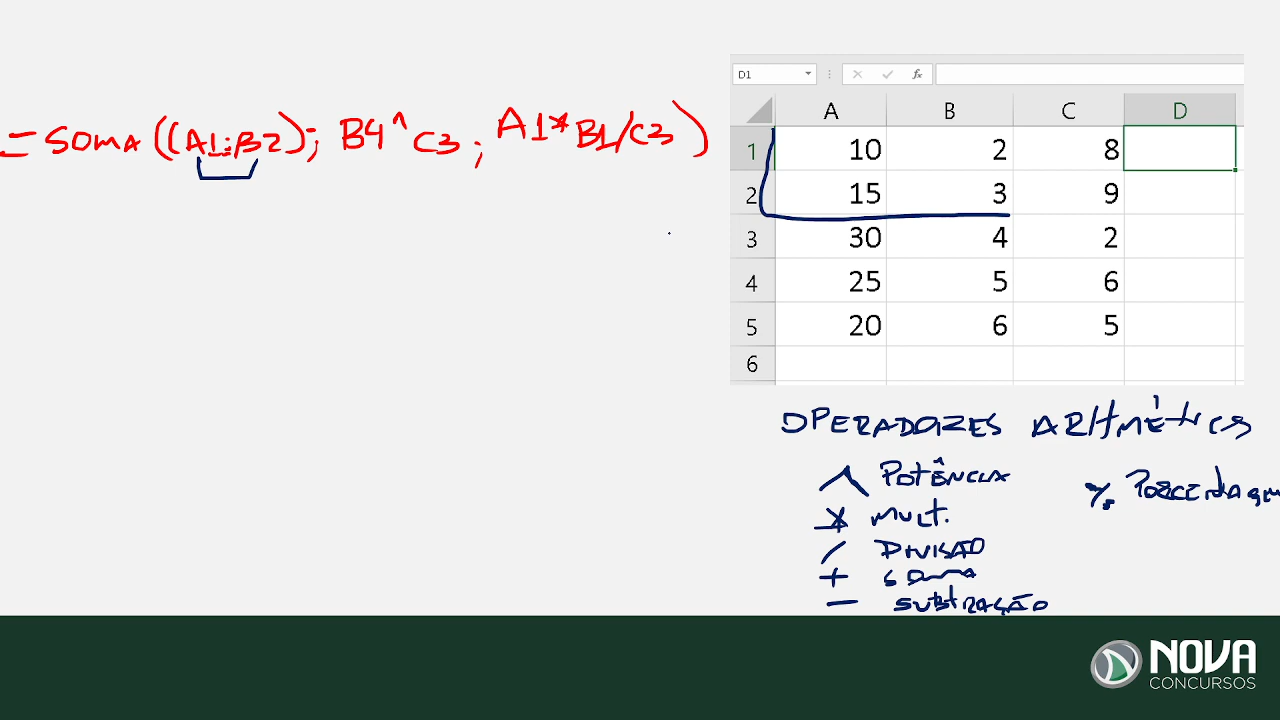 =SOMA((A1:B2); B4^C3; A1*B1/C3)
D1
fx
A B C D
1 10 2 8
2 15 3 9
3 30 4 2
4 25 5 6
5 20 6 5
6
OPERADORES ARITMÉTICOS
^ POTÊNCIA
% PORCENTAGEM
* MULT.
/ DIVISÃO
+ SOMA
- SUBTRAÇÃO
NOVA
CONCURSOS